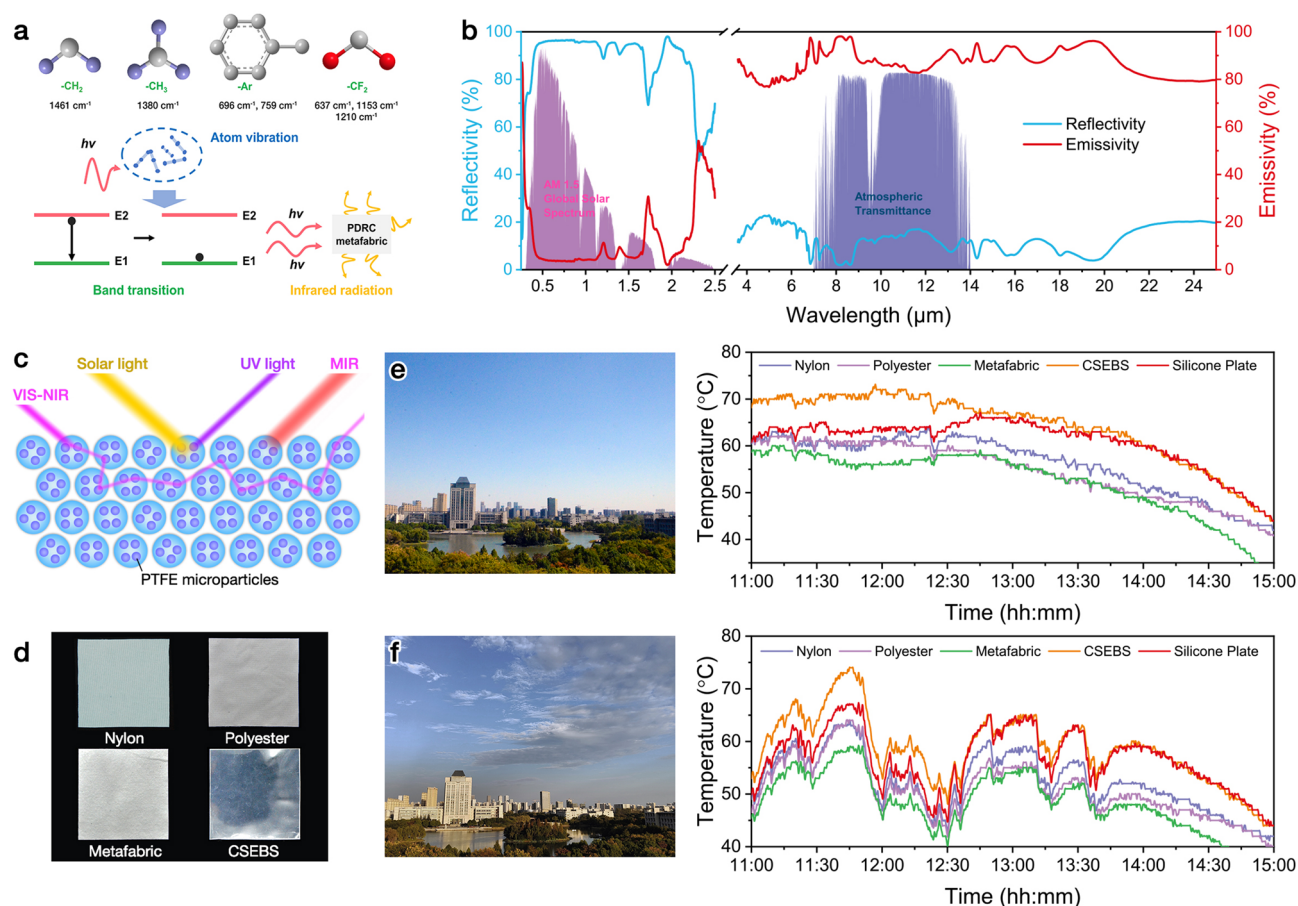 a
-CH2
-CH3
-Ar
-CF2
1461 cm-1
1380 cm-1
696 cm-1, 759 cm-1
637 cm-1, 1153 cm-1
1210 cm-1
hv
Atom vibration
E2
E2
hv
PDRC
metafabric
E1
E1
hv
Band transition
Infrared radiation
b
100
80
60
40
20
0
Reflectivity (%)
AM 1.5
Global Solar
Spectrum
Reflectivity
Emissivity
Atmospheric
Transmittance
100
80
60
40
20
0
Emissivity (%)
0.5 1.0 1.5 2.0 2.5 4 6 8 10 12 14 16 18 20 22 24
Wavelength (µm)
c
Solar light
UV light
MIR
VIS-NIR
PTFE microparticles
d
Nylon
Polyester
Metafabric
CSEBS
e
80
70
60
50
40
Temperature (°C)
Nylon Polyester Metafabric CSEBS Silicone Plate
11:00 11:30 12:00 12:30 13:00 13:30 14:00 14:30 15:00
Time (hh:mm)
f
80
70
60
50
40
Temperature (°C)
Nylon Polyester Metafabric CSEBS Silicone Plate
11:00 11:30 12:00 12:30 13:00 13:30 14:00 14:30 15:00
Time (hh:mm)